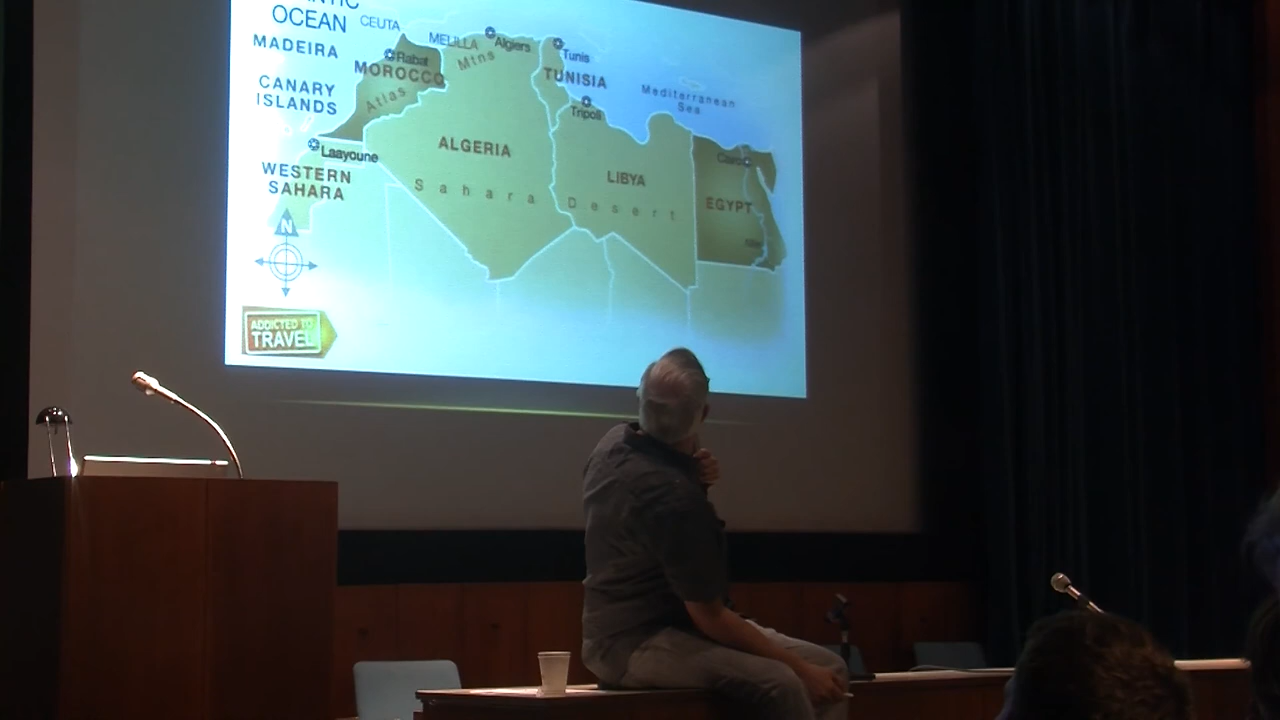 OCEAN
CEUTA
MADEIRA
MELILLA
Algiers
Tunis
Rabat
Mtns
MOROCCO
TUNISIA
CANARY
ISLANDS
Atlas
Mediterranean
Sea
Tripoli
Laayoune
ALGERIA
Cairo
WESTERN
SAHARA
LIBYA
Sahara Desert
EGYPT
N
ADDICTED TO
TRAVEL